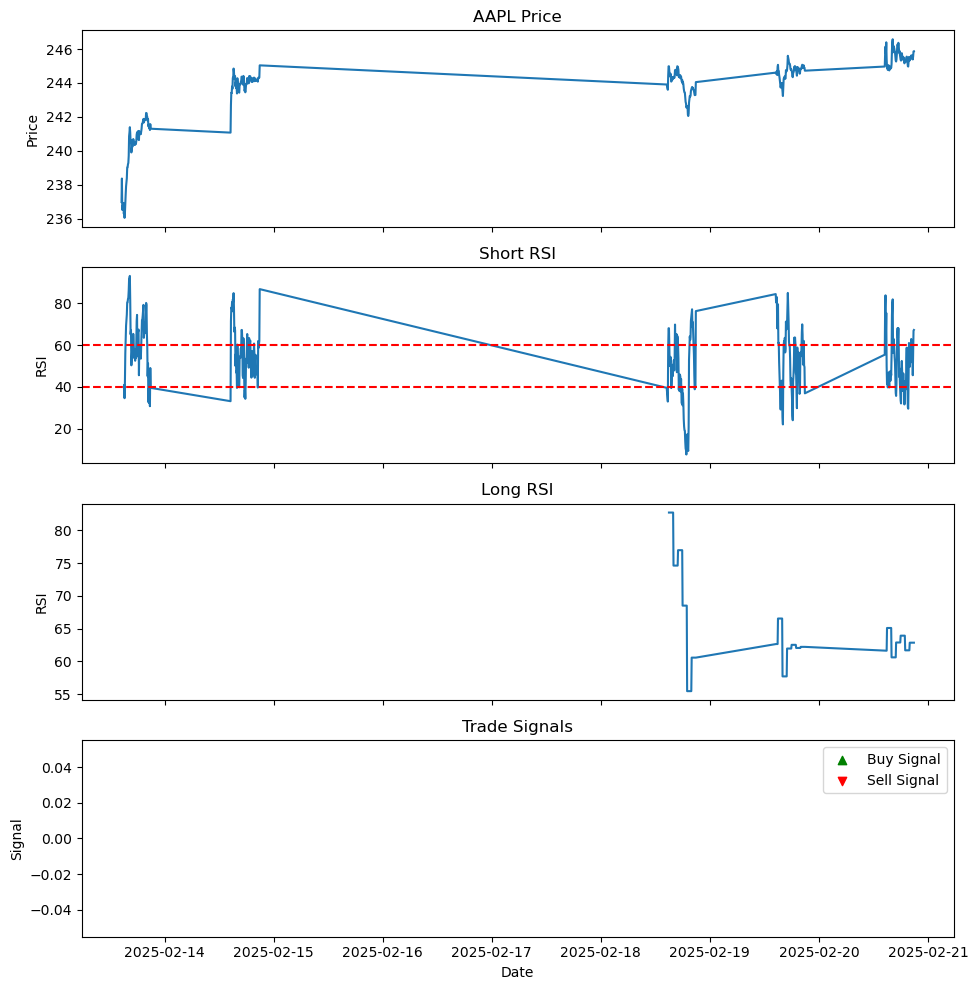 AAPL Price
246
244
242
240
238
236
Price
Short RSI
80
60
40
20
RSI
Long RSI
80
75
70
65
60
55
RSI
Trade Signals
0.04
0.02
0.00
−0.02
−0.04
Signal
Buy Signal
Sell Signal
2025-02-14 2025-02-15 2025-02-16 2025-02-17 2025-02-18 2025-02-19 2025-02-20 2025-02-21
Date